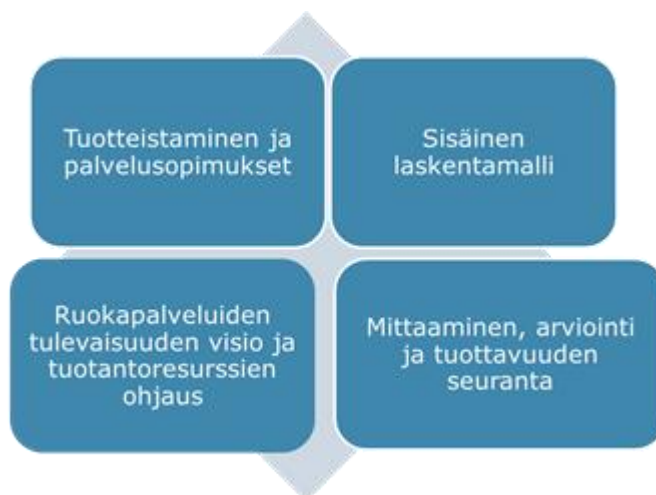 Tuotteistaminen ja
palvelusopimukset
Sisäinen
laskentamalli
Ruokapalveluiden
tulevaisuuden visio ja
tuotantoresurssien
ohjaus
Mittaaminen, arviointi
ja tuottavuuden
seuranta